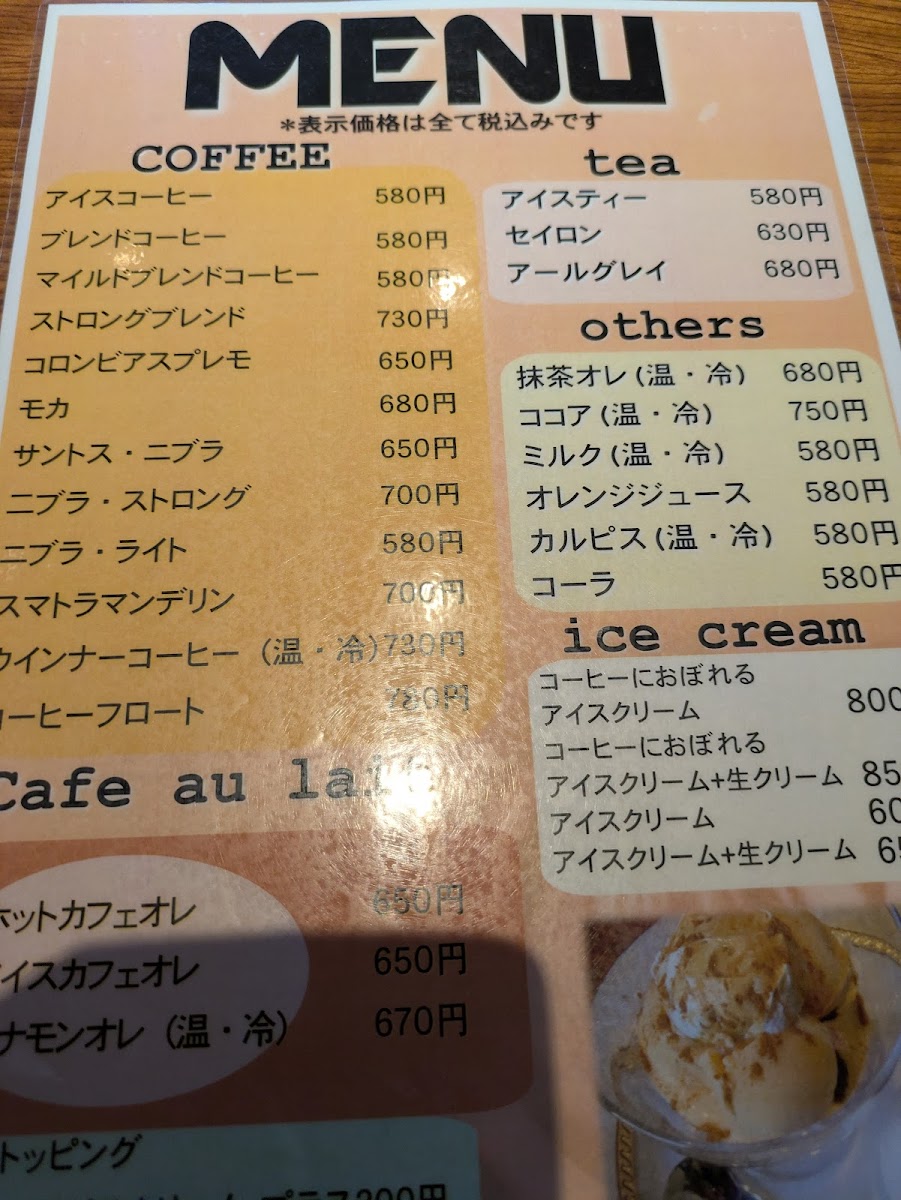 MENU
*表示価格は全て税込みです
COFFEE
アイスコーヒー 580円
ブレンドコーヒー 580円
マイルドブレンドコーヒー 580円
ストロングブレンド 730円
コロンビアスプレモ 650円
モカ 680円
サントス・ニブラ 650円
ニブラ・ストロング 700円
ニブラ・ライト 580円
スマトラマンデリン 700円
ウインナーコーヒー（温・冷）730円
コーヒーフロート 780円
Cafe au lait
ホットカフェオレ 650円
アイスカフェオレ 650円
シナモンオレ（温・冷） 670円
トッピング
プラス200円
tea
アイスティー 580円
セイロン 630円
アールグレイ 680円
others
抹茶オレ(温・冷) 680円
ココア(温・冷) 750円
ミルク(温・冷) 580円
オレンジジュース 580円
カルピス(温・冷) 580円
コーラ 580円
ice cream
コーヒーにおぼれる
アイスクリーム 800
コーヒーにおぼれる
アイスクリーム+生クリーム 85
アイスクリーム 60
アイスクリーム+生クリーム 65